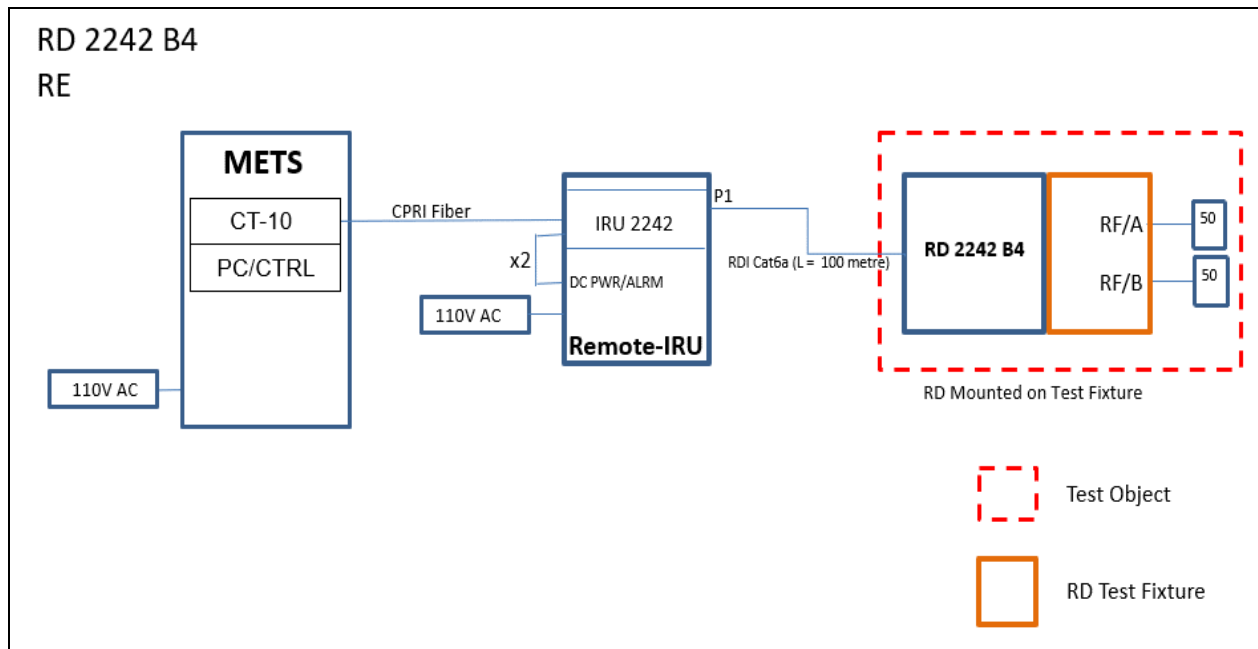 RD 2242 B4
RE
METS
CT-10
PC/CTRL
110V AC
CPRI Fiber
IRU 2242
x2
DC PWR/ALRM
110V AC
Remote-IRU
P1
RDI Cat6a (L = 100 metre)
RD 2242 B4
RF/A
50
RF/B
50
RD Mounted on Test Fixture
Test Object
RD Test Fixture